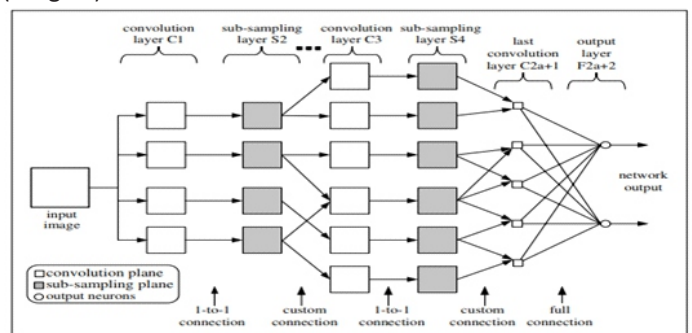 convolution
layer C1
sub-sampling
layer S2
convolution
layer C3
sub-sampling
layer S4
last
convolution
layer C2a+1
output
layer
F2a+2
input
image
network
output
convolution plane
sub-sampling plane
output neurons
1-to-1
connection
custom
connection
1-to-1
connection
custom
connection
full
connection